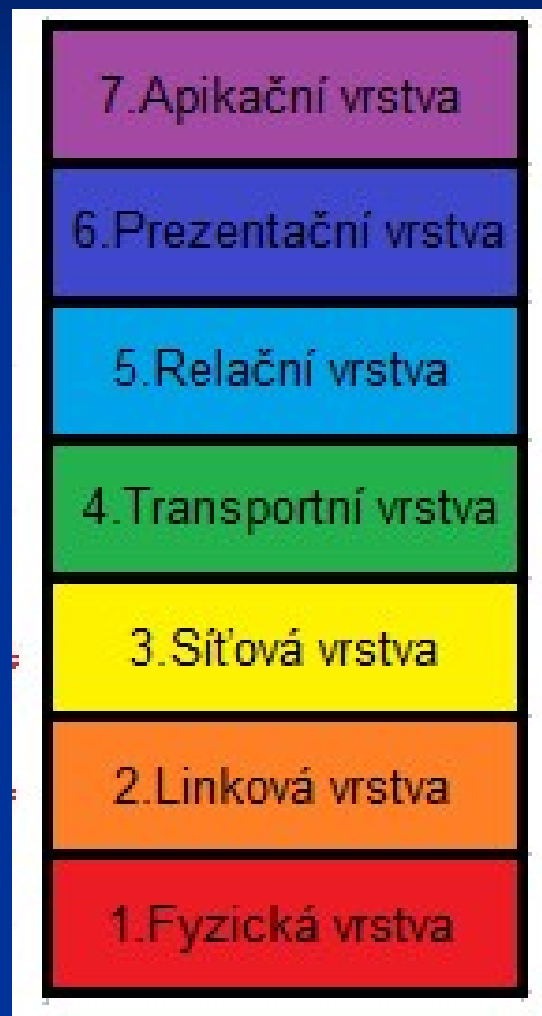 7.Apikační vrstva
6.Prezentační vrstva
5.Relační vrstva
4.Transportní vrstva
3.Síťová vrstva
2.Linková vrstva
1.Fyzická vrstva